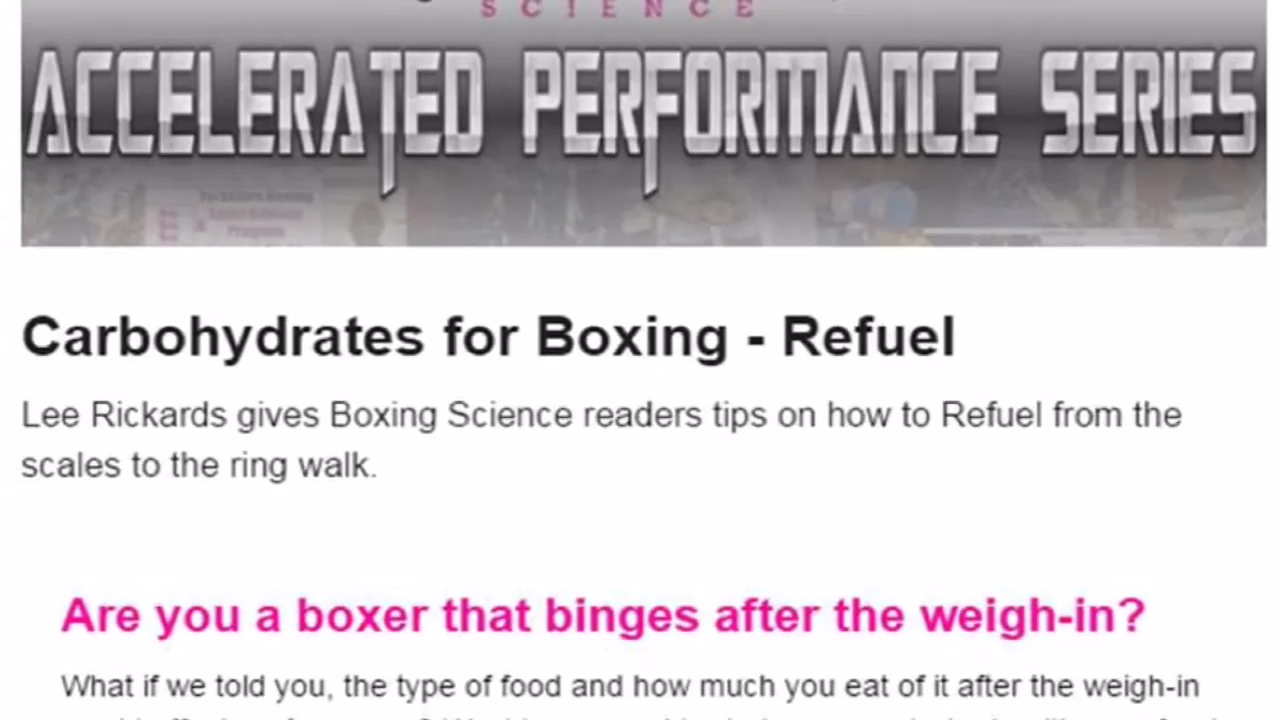 SCIENCE
ACCELERATED PERFORMANCE SERIES
Carbohydrates for Boxing - Refuel
Lee Rickards gives Boxing Science readers tips on how to Refuel from the
scales to the ring walk.
Are you a boxer that binges after the weigh-in?
What if we told you, the type of food and how much you eat of it after the weigh-in